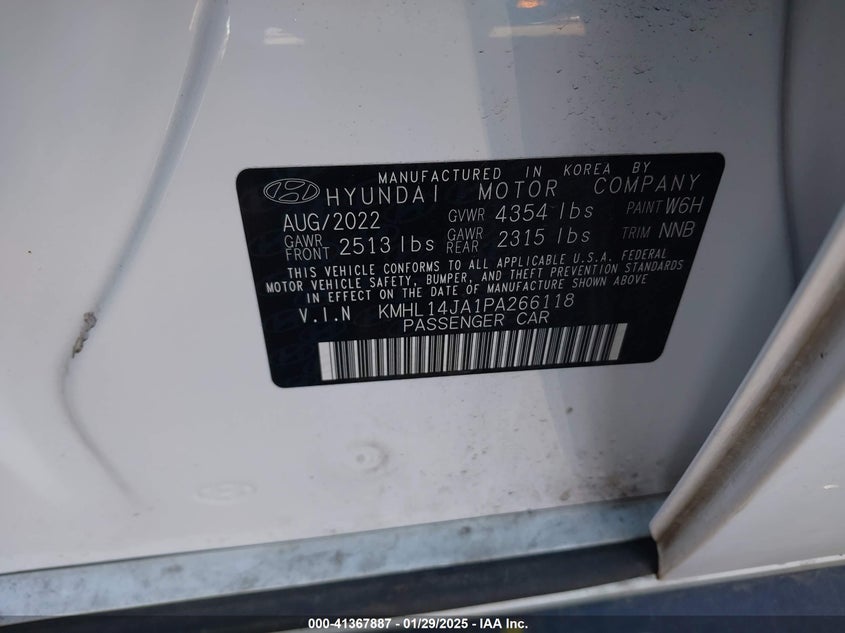 MANUFACTURED IN KOREA BY
HYUNDAI MOTOR COMPANY
AUG/2022 GVWR 4354 lbs PAINT W6H
GAWR FRONT 2513 lbs GAWR REAR 2315 lbs TRIM NNB
THIS VEHICLE CONFORMS TO ALL APPLICABLE U.S.A. FEDERAL
MOTOR VEHICLE SAFETY, BUMPER, AND THEFT PREVENTION STANDARDS
IN EFFECT ON THE DATE OF MANUFACTURE SHOWN ABOVE
V.I.N KMHL14JA1PA266118
PASSENGER CAR
000-41367887 - 01/29/2025 - IAA Inc.